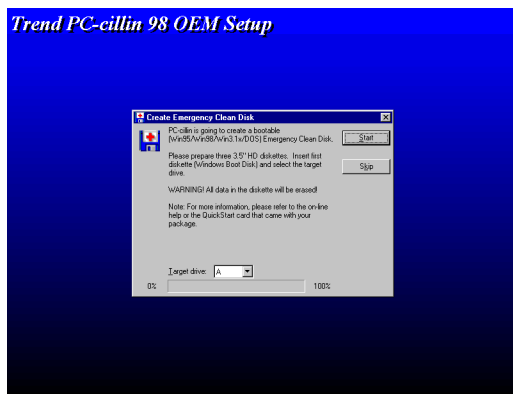 Trend PC-cillin 98 OEM Setup
Create Emergency Clean Disk
PC-cillin is going to create a bootable
(Win95/Win98/Win3.1x/DOS) Emergency Clean Disk.
Start
Please prepare three 3.5" HD diskettes. Insert first
diskette (Windows Boot Disk) and select the target
drive.
Skip
WARNING! All data in the diskette will be erased!
Note: For more information, please refer to the on-line
help or the QuickStart card that came with your
package.
Target drive: A
0% 100%